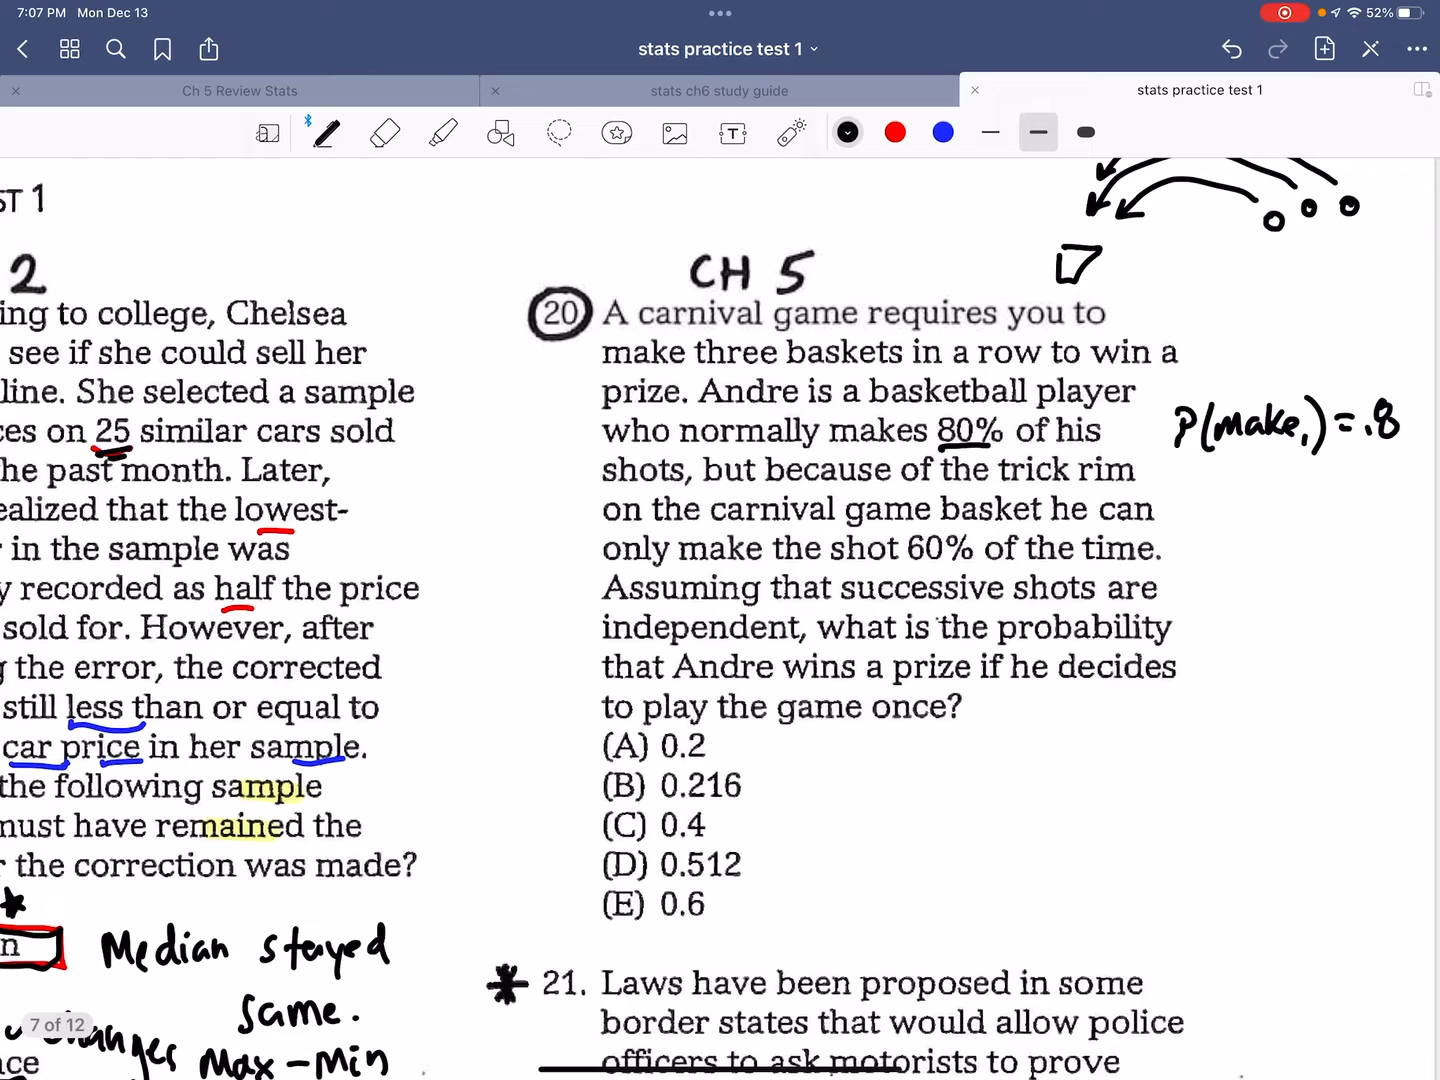 7:07 PM Mon Dec 13
52%
stats practice test 1
Ch 5 Review Stats
stats ch6 study guide
stats practice test 1
ST 1
2
ing to college, Chelsea
see if she could sell her
line. She selected a sample
ces on 25 similar cars sold
he past month. Later,
ealized that the lowest-
r in the sample was
y recorded as half the price
sold for. However, after
g the error, the corrected
still less than or equal to
car price in her sample.
the following sample
must have remained the
r the correction was made?
n
Median stayed
same.
changes Max - Min
ce
7 of 12
CH 5
20 A carnival game requires you to
make three baskets in a row to win a
prize. Andre is a basketball player
who normally makes 80% of his
shots, but because of the trick rim
on the carnival game basket he can
only make the shot 60% of the time.
Assuming that successive shots are
independent, what is the probability
that Andre wins a prize if he decides
to play the game once?
(A) 0.2
(B) 0.216
(C) 0.4
(D) 0.512
(E) 0.6
P(make,) = .8
* 21. Laws have been proposed in some
border states that would allow police
officers to ask motorists to prove